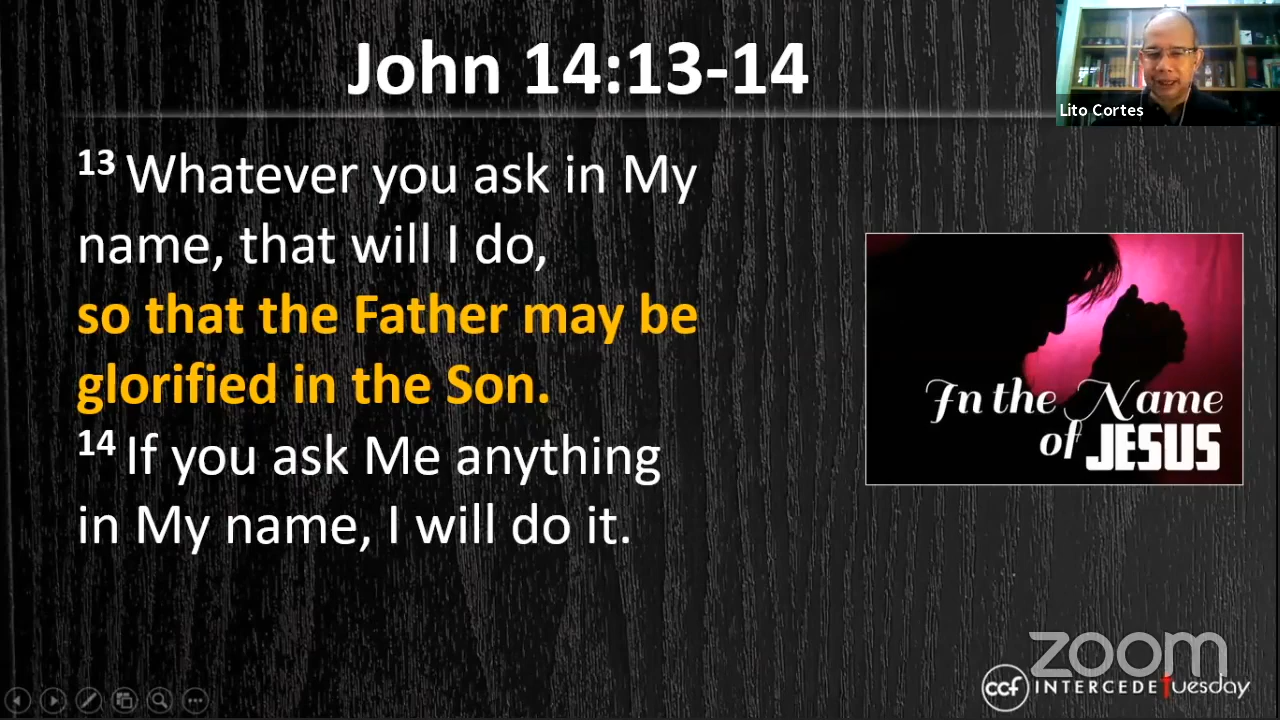 John 14:13-14
Lito Cortes
13 Whatever you ask in My
name, that will I do,
so that the Father may be
glorified in the Son.
14 If you ask Me anything
in My name, I will do it.
In the Name
of JESUS
zoom
ccf INTERCEDE Tuesday